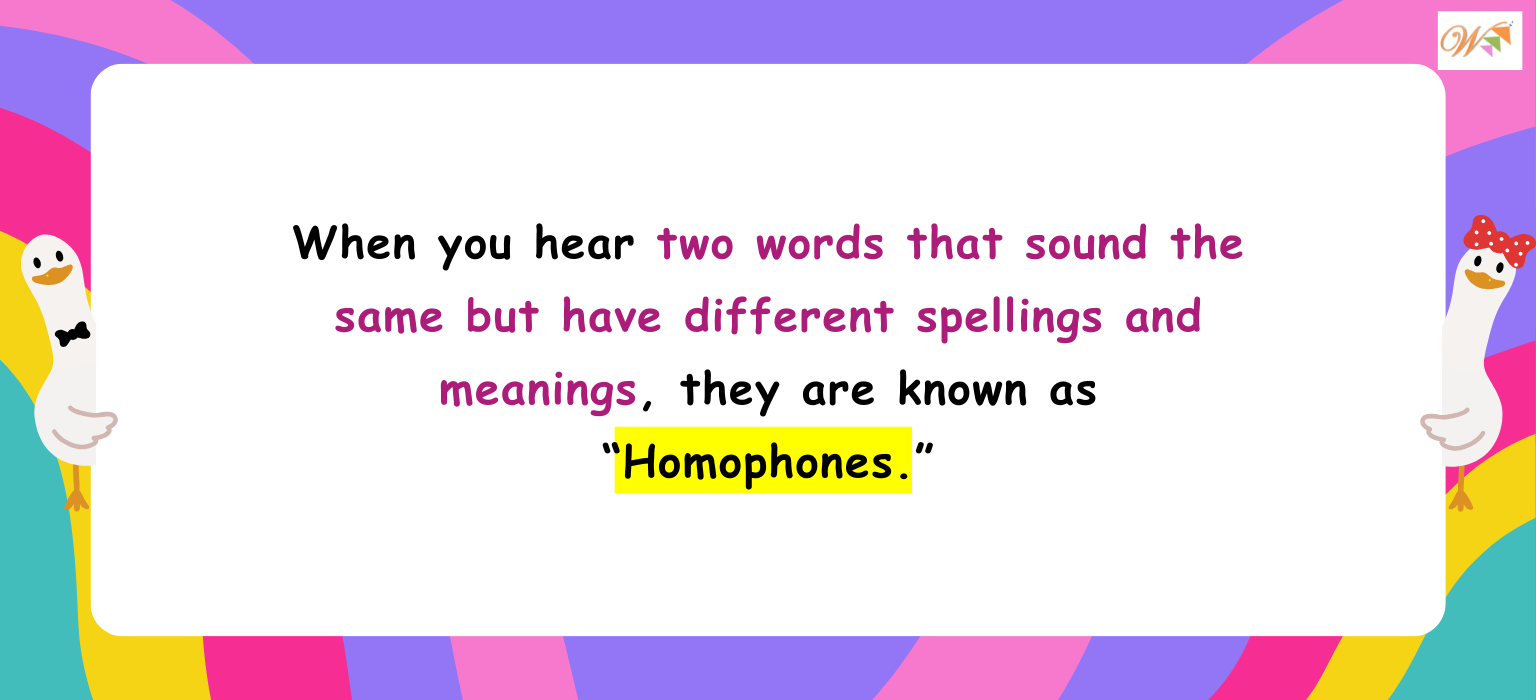 W
When you hear two words that sound the
same but have different spellings and
meanings, they are known as
“Homophones.”